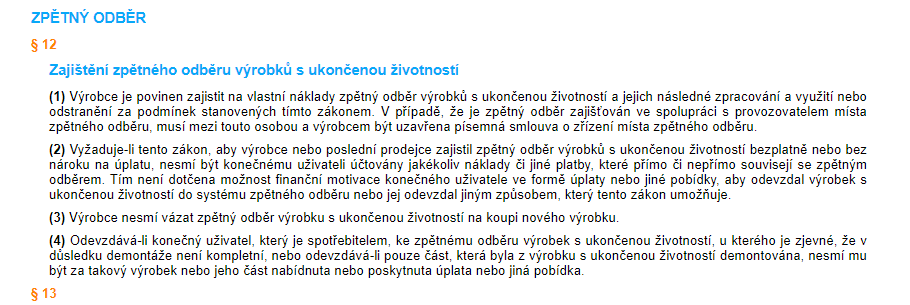 ZPĚTNÝ ODBĚR
§ 12
Zajištění zpětného odběru výrobků s ukončenou životností
(1) Výrobce je povinen zajistit na vlastní náklady zpětný odběr výrobků s ukončenou životností a jejich následné zpracování a využití nebo
odstranění za podmínek stanovených tímto zákonem. V případě, že je zpětný odběr zajišťován ve spolupráci s provozovatelem místa
zpětného odběru, musí mezi touto osobou a výrobcem být uzavřena písemná smlouva o zřízení místa zpětného odběru.
(2) Vyžaduje-li tento zákon, aby výrobce nebo poslední prodejce zajistil zpětný odběr výrobků s ukončenou životností bezplatně nebo bez
nároku na úplatu, nesmí být konečnému uživateli účtovány jakékoliv náklady či jiné platby, které přímo či nepřímo souvisejí se zpětným
odběrem. Tím není dotčena možnost finanční motivace konečného uživatele ve formě úplaty nebo jiné pobídky, aby odevzdal výrobek s
ukončenou životností do systému zpětného odběru nebo jej odevzdal jiným způsobem, který tento zákon umožňuje.
(3) Výrobce nesmí vázat zpětný odběr výrobku s ukončenou životností na koupi nového výrobku.
(4) Odevzdává-li konečný uživatel, který je spotřebitelem, ke zpětnému odběru výrobek s ukončenou životností, u kterého je zjevné, že v
důsledku demontáže není kompletní, nebo odevzdává-li pouze část, která byla z výrobku s ukončenou životností demontována, nesmí mu
být za takový výrobek nebo jeho část nabídnuta nebo poskytnuta úplata nebo jiná pobídka.
§ 13